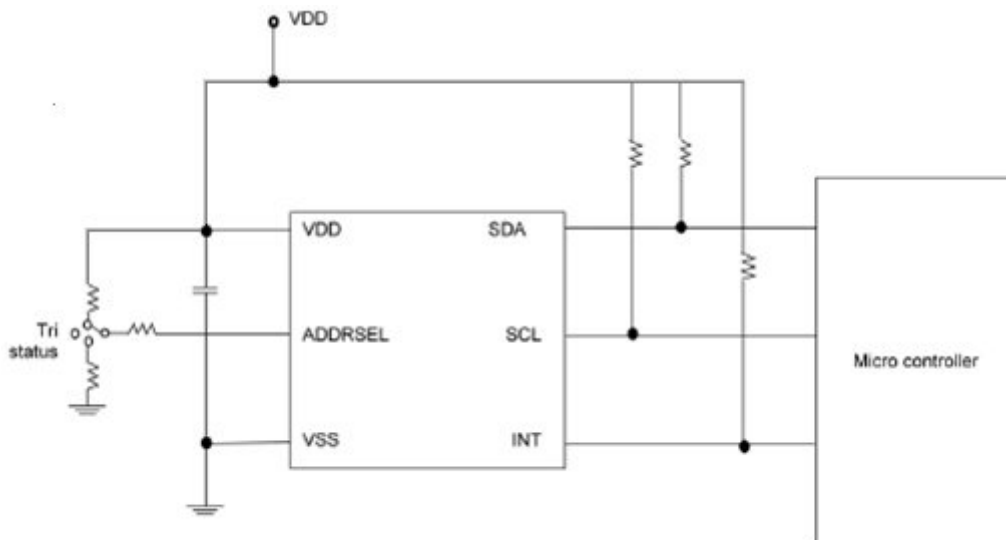 VDD
VDD
SDA
Tri
status
ADDRSEL
SCL
Micro controller
VSS
INT